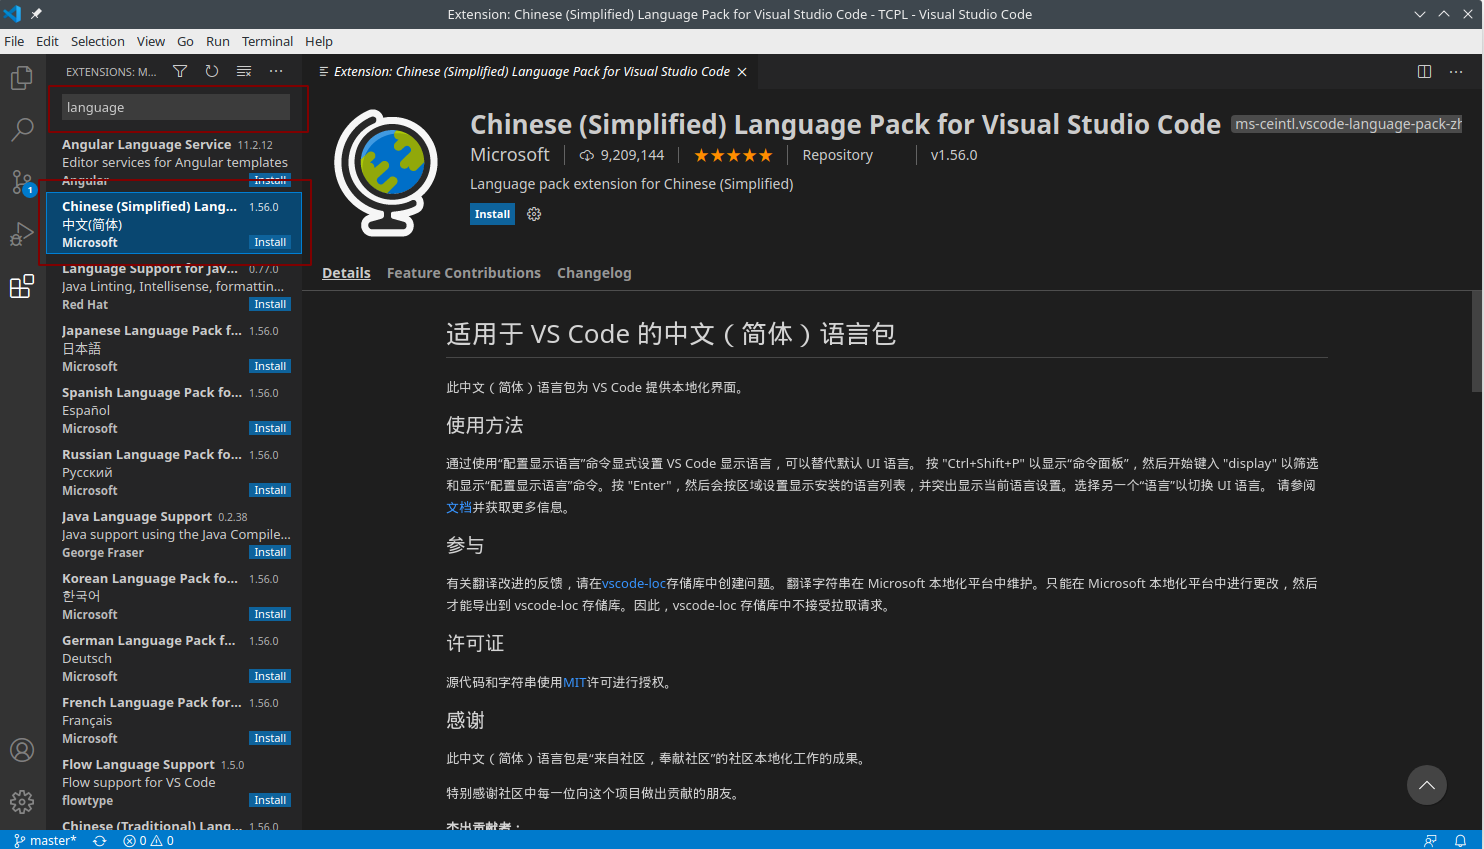 Extension: Chinese (Simplified) Language Pack for Visual Studio Code - TCPL - Visual Studio Code
File Edit Selection View Go Run Terminal Help
EXTENSIONS: M...
language
Angular Language Service 11.2.12
Editor services for Angular templates
Angular Install
Chinese (Simplified) Lang... 1.56.0
中文(简体)
Microsoft Install
Language Support for Jav... 0.77.0
Java Linting, Intellisense, formattin...
Red Hat Install
Japanese Language Pack f... 1.56.0
日本語
Microsoft Install
Spanish Language Pack fo... 1.56.0
Español
Microsoft Install
Russian Language Pack fo... 1.56.0
Русский
Microsoft Install
Java Language Support 0.2.38
Java support using the Java Compile...
George Fraser Install
Korean Language Pack fo... 1.56.0
한국어
Microsoft Install
German Language Pack f... 1.56.0
Deutsch
Microsoft Install
French Language Pack for... 1.56.0
Français
Microsoft Install
Flow Language Support 1.5.0
Flow support for VS Code
flowtype Install
Chinese (Traditional) Lang... 1.56.0
Extension: Chinese (Simplified) Language Pack for Visual Studio Code
Chinese (Simplified) Language Pack for Visual Studio Code ms-ceintl.vscode-language-pack-zh
Microsoft 9,209,144 Repository v1.56.0
Language pack extension for Chinese (Simplified)
Install
Details Feature Contributions Changelog
适用于 VS Code 的中文（简体）语言包
此中文（简体）语言包为 VS Code 提供本地化界面。
使用方法
通过使用“配置显示语言”命令显式设置 VS Code 显示语言，可以替代默认 UI 语言。 按 "Ctrl+Shift+P" 以显示“命令面板”，然后开始键入 "display" 以筛选
和显示“配置显示语言”命令。按 "Enter"，然后会按区域设置显示安装的语言列表，并突出显示当前语言设置。选择另一个“语言”以切换 UI 语言。 请参阅
文档并获取更多信息。
参与
有关翻译改进的反馈，请在vscode-loc存储库中创建问题。 翻译字符串在 Microsoft 本地化平台中维护。只能在 Microsoft 本地化平台中进行更改，然后
才能导出到 vscode-loc 存储库。因此，vscode-loc 存储库中不接受拉取请求。
许可证
源代码和字符串使用MIT许可进行授权。
感谢
此中文（简体）语言包是“来自社区，奉献社区”的社区本地化工作的成果。
特别感谢社区中每一位向这个项目做出贡献的朋友。
杰出贡献者：
1
master* 0 0